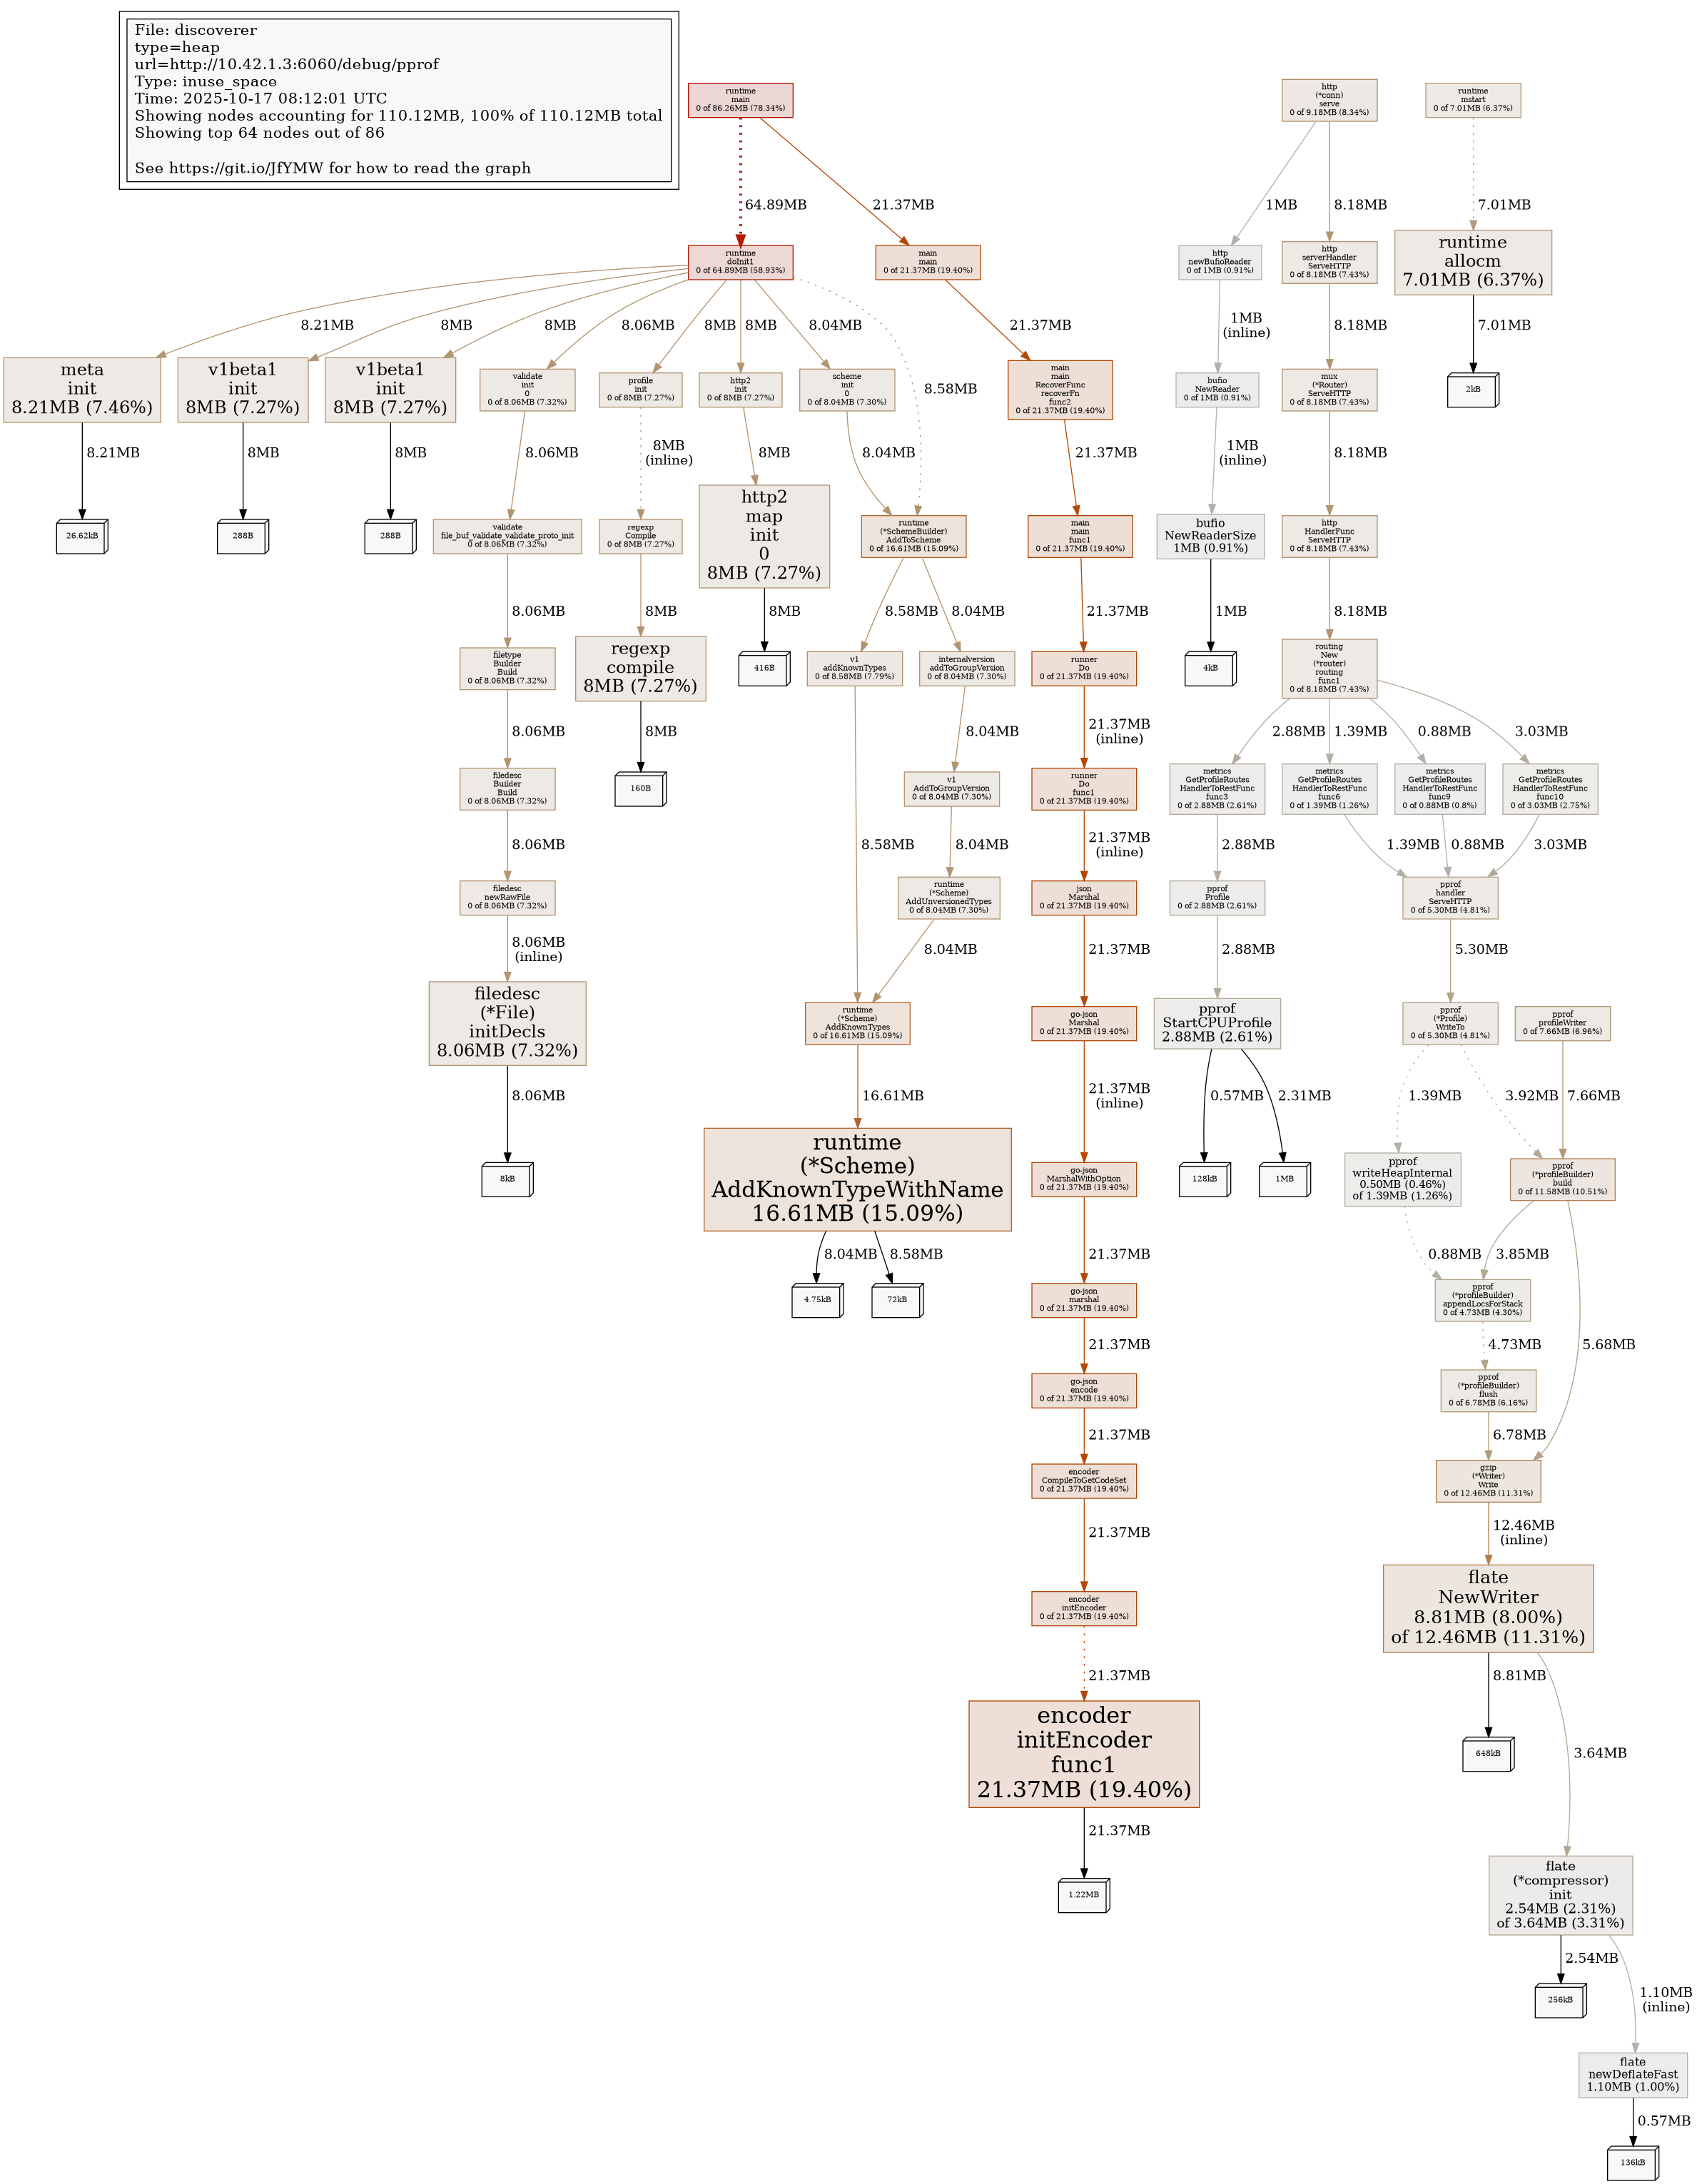 File: discoverer
type=heap
url=http://10.42.1.3:6060/debug/pprof
Type: inuse_space
Time: 2025-10-17 08:12:01 UTC
Showing nodes accounting for 110.12MB, 100% of 110.12MB total
Showing top 64 nodes out of 86
See https://git.io/JfYMW for how to read the graph
runtime
main
0 of 86.26MB (78.34%)
http
(*conn)
serve
0 of 9.18MB (8.34%)
runtime
mstart
0 of 7.01MB (6.37%)
64.89MB
21.37MB
1MB
8.18MB
7.01MB
runtime
doInit1
0 of 64.89MB (58.93%)
main
main
0 of 21.37MB (19.40%)
http
newBufioReader
0 of 1MB (0.91%)
http
serverHandler
ServeHTTP
0 of 8.18MB (7.43%)
runtime
allocm
7.01MB (6.37%)
8.21MB
8MB
8MB
8.06MB
8MB
8MB
8.04MB
8.58MB
21.37MB
1MB
(inline)
8.18MB
7.01MB
meta
init
8.21MB (7.46%)
v1beta1
init
8MB (7.27%)
v1beta1
init
8MB (7.27%)
validate
init
0
0 of 8.06MB (7.32%)
profile
init
0 of 8MB (7.27%)
http2
init
0 of 8MB (7.27%)
scheme
init
0
0 of 8.04MB (7.30%)
main
main
RecoverFunc
recoverFn
func2
0 of 21.37MB (19.40%)
bufio
NewReader
0 of 1MB (0.91%)
mux
(*Router)
ServeHTTP
0 of 8.18MB (7.43%)
2kB
8.21MB
8MB
8MB
8.06MB
8MB
(inline)
8MB
8.04MB
21.37MB
1MB
(inline)
8.18MB
26.62kB
288B
288B
validate
file_buf_validate_validate_proto_init
0 of 8.06MB (7.32%)
regexp
Compile
0 of 8MB (7.27%)
http2
map
init
0
8MB (7.27%)
runtime
(*SchemeBuilder)
AddToScheme
0 of 16.61MB (15.09%)
main
main
func1
0 of 21.37MB (19.40%)
bufio
NewReaderSize
1MB (0.91%)
http
HandlerFunc
ServeHTTP
0 of 8.18MB (7.43%)
8.06MB
8MB
8MB
8.58MB
8.04MB
21.37MB
1MB
8.18MB
filetype
Builder
Build
0 of 8.06MB (7.32%)
regexp
compile
8MB (7.27%)
416B
v1
addKnownTypes
0 of 8.58MB (7.79%)
internalversion
addToGroupVersion
0 of 8.04MB (7.30%)
runner
Do
0 of 21.37MB (19.40%)
4kB
routing
New
(*router)
routing
func1
0 of 8.18MB (7.43%)
8.06MB
8MB
8.04MB
21.37MB
(inline)
2.88MB
1.39MB
0.88MB
3.03MB
filedesc
Builder
Build
0 of 8.06MB (7.32%)
160B
v1
AddToGroupVersion
0 of 8.04MB (7.30%)
runner
Do
func1
0 of 21.37MB (19.40%)
metrics
GetProfileRoutes
HandlerToRestFunc
func3
0 of 2.88MB (2.61%)
metrics
GetProfileRoutes
HandlerToRestFunc
func6
0 of 1.39MB (1.26%)
metrics
GetProfileRoutes
HandlerToRestFunc
func9
0 of 0.88MB (0.8%)
metrics
GetProfileRoutes
HandlerToRestFunc
func10
0 of 3.03MB (2.75%)
8.06MB
8.58MB
8.04MB
21.37MB
(inline)
2.88MB
1.39MB
0.88MB
3.03MB
filedesc
newRawFile
0 of 8.06MB (7.32%)
runtime
(*Scheme)
AddUnversionedTypes
0 of 8.04MB (7.30%)
json
Marshal
0 of 21.37MB (19.40%)
pprof
Profile
0 of 2.88MB (2.61%)
pprof
handler
ServeHTTP
0 of 5.30MB (4.81%)
8.06MB
(inline)
8.04MB
21.37MB
2.88MB
5.30MB
filedesc
(*File)
initDecls
8.06MB (7.32%)
runtime
(*Scheme)
AddKnownTypes
0 of 16.61MB (15.09%)
go-json
Marshal
0 of 21.37MB (19.40%)
pprof
StartCPUProfile
2.88MB (2.61%)
pprof
(*Profile)
WriteTo
0 of 5.30MB (4.81%)
pprof
profileWriter
0 of 7.66MB (6.96%)
8.06MB
16.61MB
21.37MB
(inline)
0.57MB
2.31MB
1.39MB
3.92MB
7.66MB
8kB
runtime
(*Scheme)
AddKnownTypeWithName
16.61MB (15.09%)
go-json
MarshalWithOption
0 of 21.37MB (19.40%)
128kB
1MB
pprof
writeHeapInternal
0.50MB (0.46%)
of 1.39MB (1.26%)
pprof
(*profileBuilder)
build
0 of 11.58MB (10.51%)
8.04MB
8.58MB
21.37MB
0.88MB
3.85MB
5.68MB
4.75kB
72kB
go-json
marshal
0 of 21.37MB (19.40%)
pprof
(*profileBuilder)
appendLocsForStack
0 of 4.73MB (4.30%)
21.37MB
4.73MB
go-json
encode
0 of 21.37MB (19.40%)
pprof
(*profileBuilder)
flush
0 of 6.78MB (6.16%)
21.37MB
6.78MB
encoder
CompileToGetCodeSet
0 of 21.37MB (19.40%)
gzip
(*Writer)
Write
0 of 12.46MB (11.31%)
21.37MB
12.46MB
(inline)
encoder
initEncoder
0 of 21.37MB (19.40%)
flate
NewWriter
8.81MB (8.00%)
of 12.46MB (11.31%)
21.37MB
8.81MB
3.64MB
encoder
initEncoder
func1
21.37MB (19.40%)
648kB
21.37MB
1.22MB
flate
(*compressor)
init
2.54MB (2.31%)
of 3.64MB (3.31%)
2.54MB
1.10MB
(inline)
256kB
flate
newDeflateFast
1.10MB (1.00%)
0.57MB
136kB